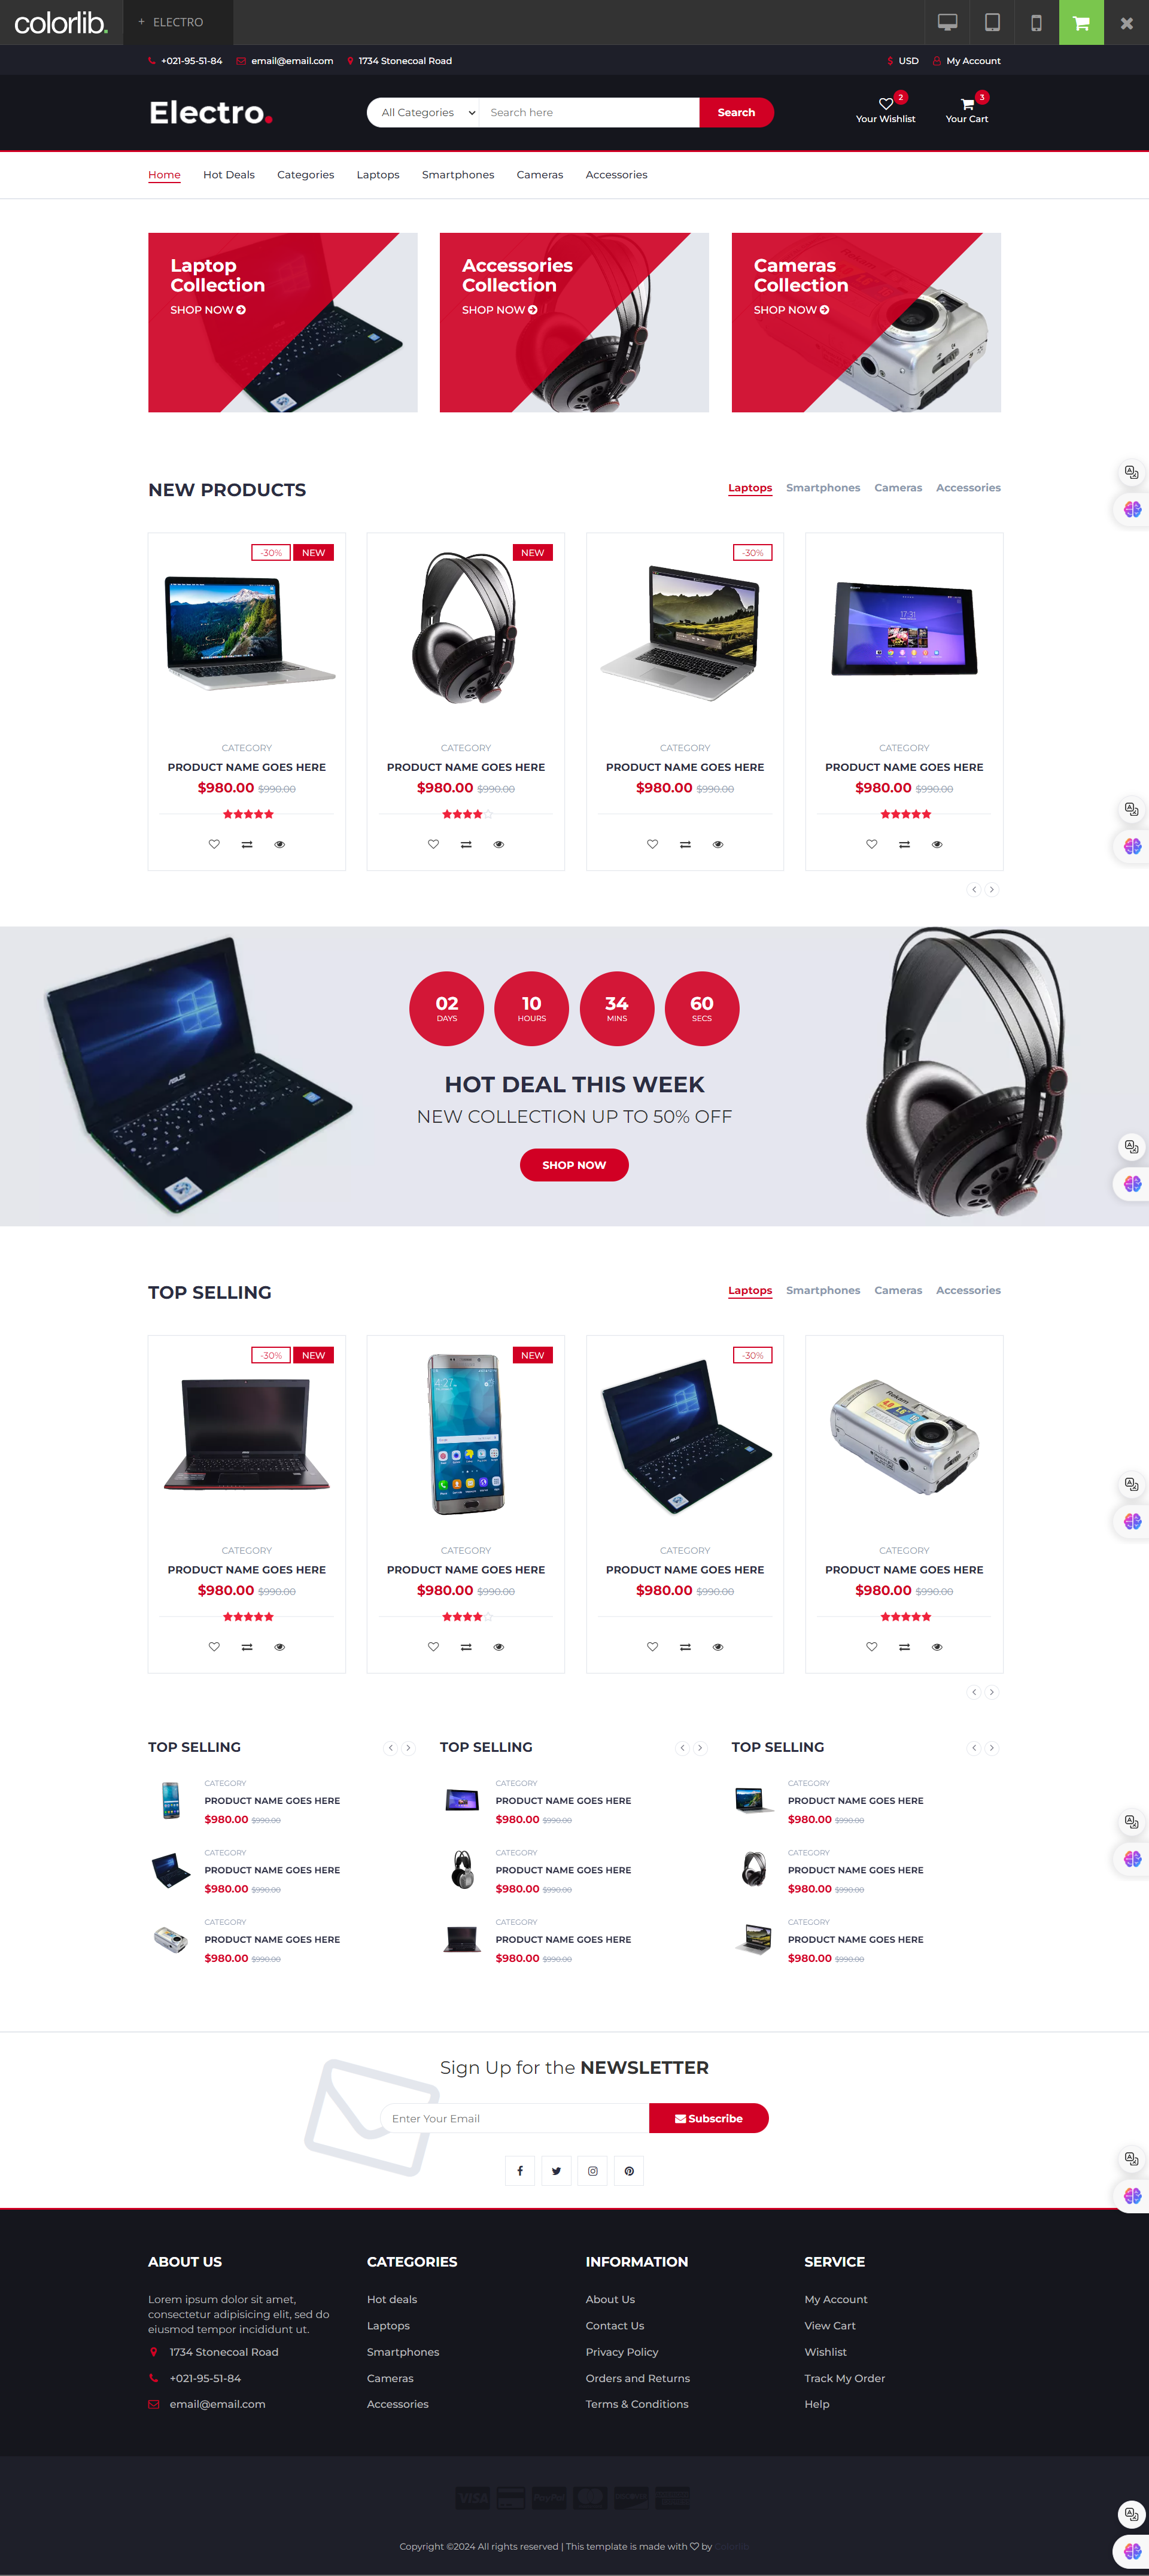 colorlib.
+ ELECTRO
+021-95-51-84 email@email.com 1734 Stonecoal Road
$ USD My Account
Electro.
All Categories Search here Search
2 3
Your Wishlist Your Cart
Home Hot Deals Categories Laptops Smartphones Cameras Accessories
Laptop
Collection
SHOP NOW
Accessories
Collection
SHOP NOW
Cameras
Collection
SHOP NOW
NEW PRODUCTS
Laptops Smartphones Cameras Accessories
-30% NEW NEW -30%
17:31
CATEGORY CATEGORY CATEGORY CATEGORY
PRODUCT NAME GOES HERE PRODUCT NAME GOES HERE PRODUCT NAME GOES HERE PRODUCT NAME GOES HERE
$980.00 $990.00 $980.00 $990.00 $980.00 $990.00 $980.00 $990.00
02 10 34 60
DAYS HOURS MINS SECS
ASUS
HOT DEAL THIS WEEK
NEW COLLECTION UP TO 50% OFF
SHOP NOW
TOP SELLING
Laptops Smartphones Cameras Accessories
-30% NEW NEW -30%
4:27
Rekam
ASUS
CATEGORY CATEGORY CATEGORY CATEGORY
PRODUCT NAME GOES HERE PRODUCT NAME GOES HERE PRODUCT NAME GOES HERE PRODUCT NAME GOES HERE
$980.00 $990.00 $980.00 $990.00 $980.00 $990.00 $980.00 $990.00
TOP SELLING TOP SELLING TOP SELLING
CATEGORY CATEGORY CATEGORY
PRODUCT NAME GOES HERE PRODUCT NAME GOES HERE PRODUCT NAME GOES HERE
$980.00 $990.00 $980.00 $990.00 $980.00 $990.00
CATEGORY CATEGORY CATEGORY
PRODUCT NAME GOES HERE PRODUCT NAME GOES HERE PRODUCT NAME GOES HERE
$980.00 $990.00 $980.00 $990.00 $980.00 $990.00
CATEGORY CATEGORY CATEGORY
PRODUCT NAME GOES HERE PRODUCT NAME GOES HERE PRODUCT NAME GOES HERE
$980.00 $990.00 $980.00 $990.00 $980.00 $990.00
Sign Up for the NEWSLETTER
Enter Your Email Subscribe
ABOUT US
Lorem ipsum dolor sit amet,
consectetur adipisicing elit, sed do
eiusmod tempor incididunt ut.
1734 Stonecoal Road
+021-95-51-84
email@email.com
CATEGORIES
Hot deals
Laptops
Smartphones
Cameras
Accessories
INFORMATION
About Us
Contact Us
Privacy Policy
Orders and Returns
Terms & Conditions
SERVICE
My Account
View Cart
Wishlist
Track My Order
Help
VISA PayPal
Copyright ©2024 All rights reserved | This template is made with by Colorlib